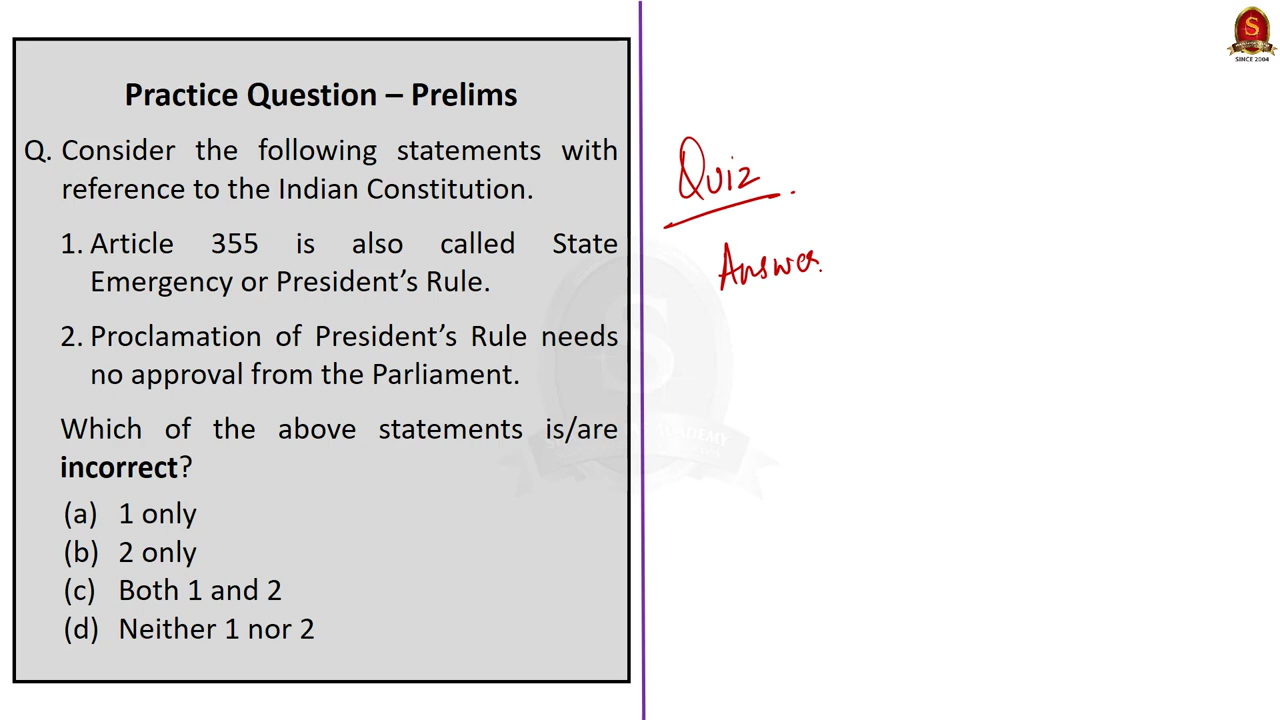 Practice Question – Prelims
Q. Consider the following statements with
reference to the Indian Constitution.
1. Article 355 is also called State
Emergency or President's Rule.
2. Proclamation of President's Rule needs
no approval from the Parliament.
Which of the above statements is/are
incorrect?
(a) 1 only
(b) 2 only
(c) Both 1 and 2
(d) Neither 1 nor 2
Quiz.
Answer.
S
SINCE 2004
S
ACADEMY